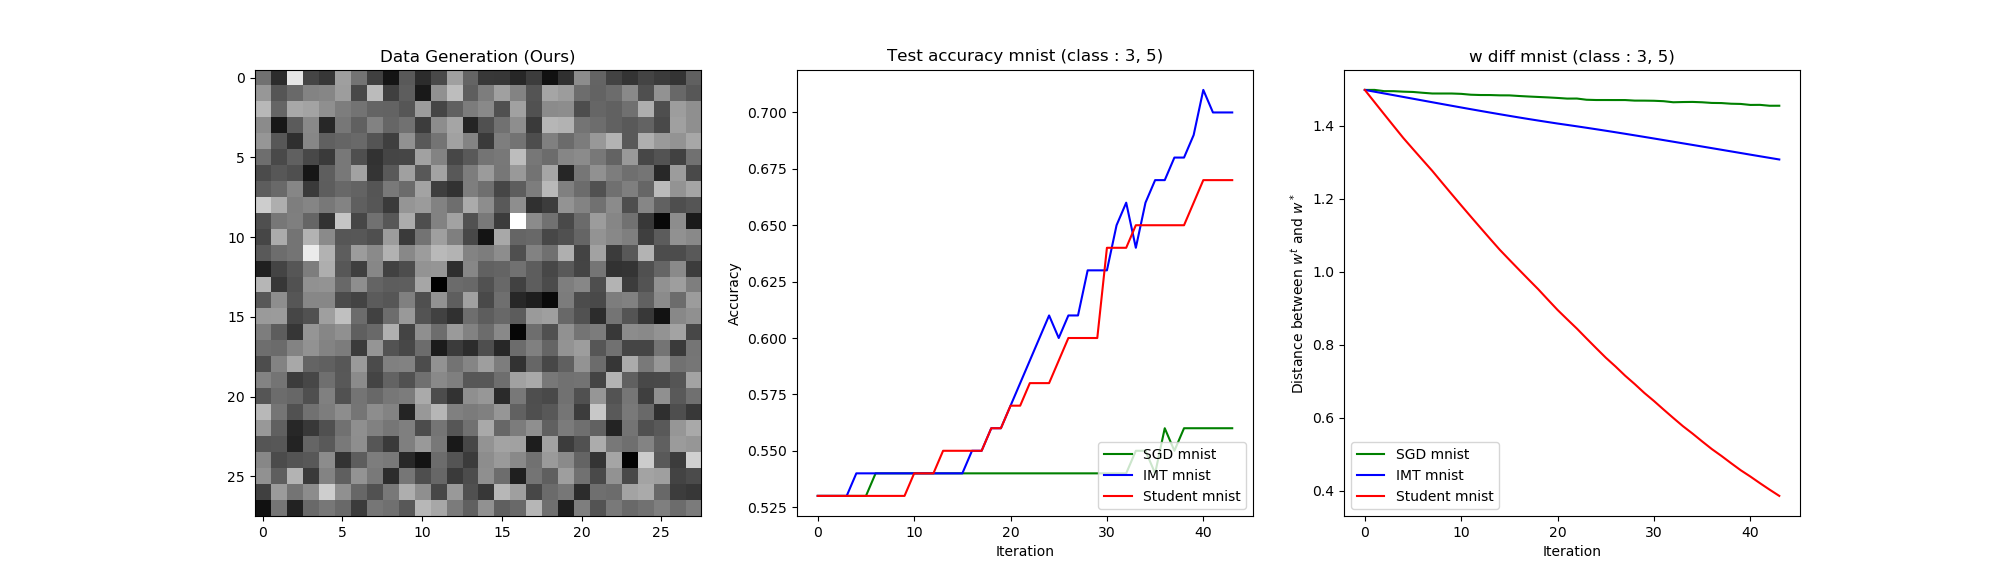 Data Generation (Ours)
0
5
10
15
20
25
0
5
10
15
20
25
Test accuracy mnist (class : 3, 5)
Accuracy
0.700
0.675
0.650
0.625
0.600
0.575
0.550
0.525
SGD mnist
IMT mnist
Student mnist
0
10
20
30
40
Iteration
w diff mnist (class : 3, 5)
Distance between w^t and w^*
1.4
1.2
1.0
0.8
0.6
0.4
SGD mnist
IMT mnist
Student mnist
0
10
20
30
40
Iteration